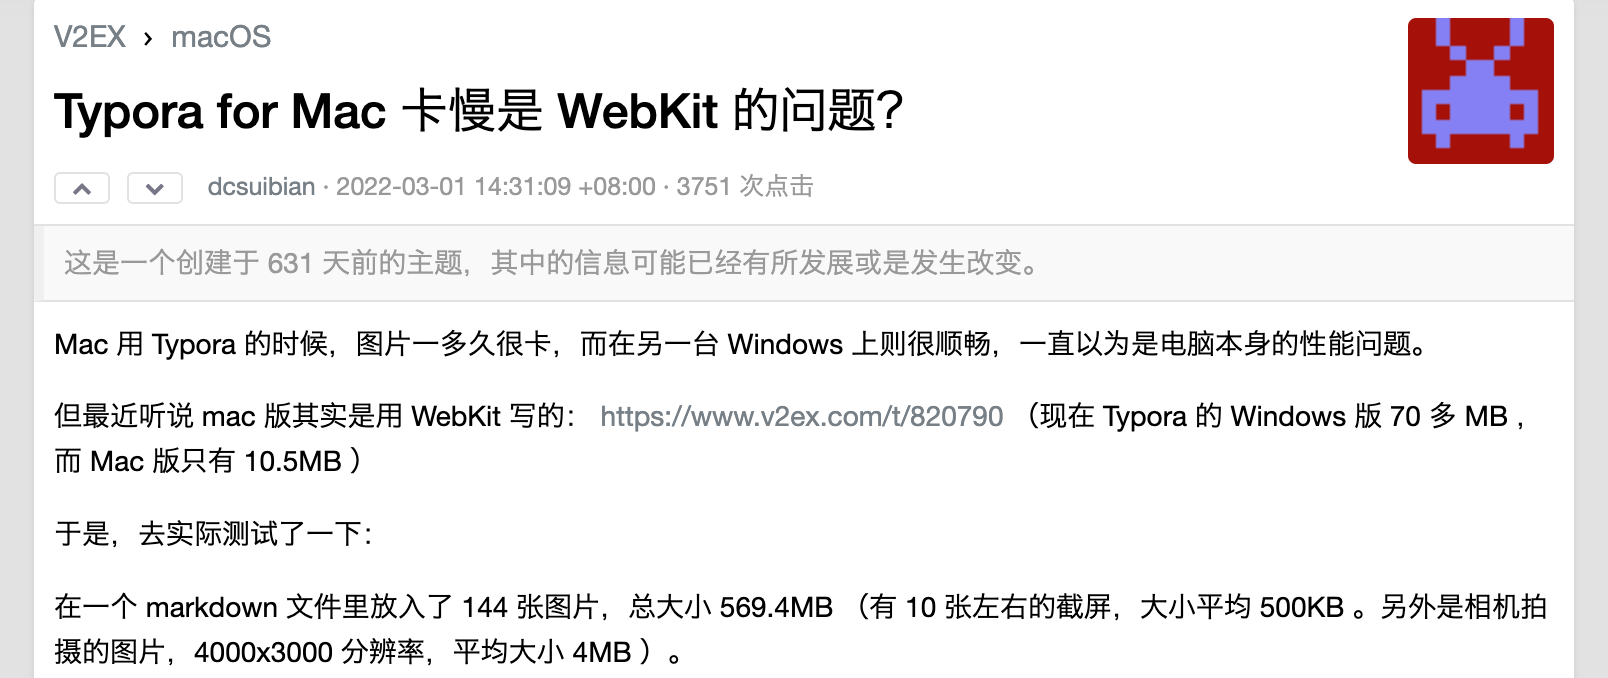 V2EX › macOS
Typora for Mac 卡慢是 WebKit 的问题？
dcsuibian · 2022-03-01 14:31:09 +08:00 · 3751 次点击
这是一个创建于 631 天前的主题，其中的信息可能已经有所发展或是发生改变。
Mac 用 Typora 的时候，图片一多久很卡，而在另一台 Windows 上则很顺畅，一直以为是电脑本身的性能问题。
但最近听说 mac 版其实是用 WebKit 写的： https://www.v2ex.com/t/820790 （现在 Typora 的 Windows 版 70 多 MB ，
而 Mac 版只有 10.5MB ）
于是，去实际测试了一下：
在一个 markdown 文件里放入了 144 张图片，总大小 569.4MB （有 10 张左右的截屏，大小平均 500KB 。另外是相机拍
摄的图片，4000x3000 分辨率，平均大小 4MB ）。